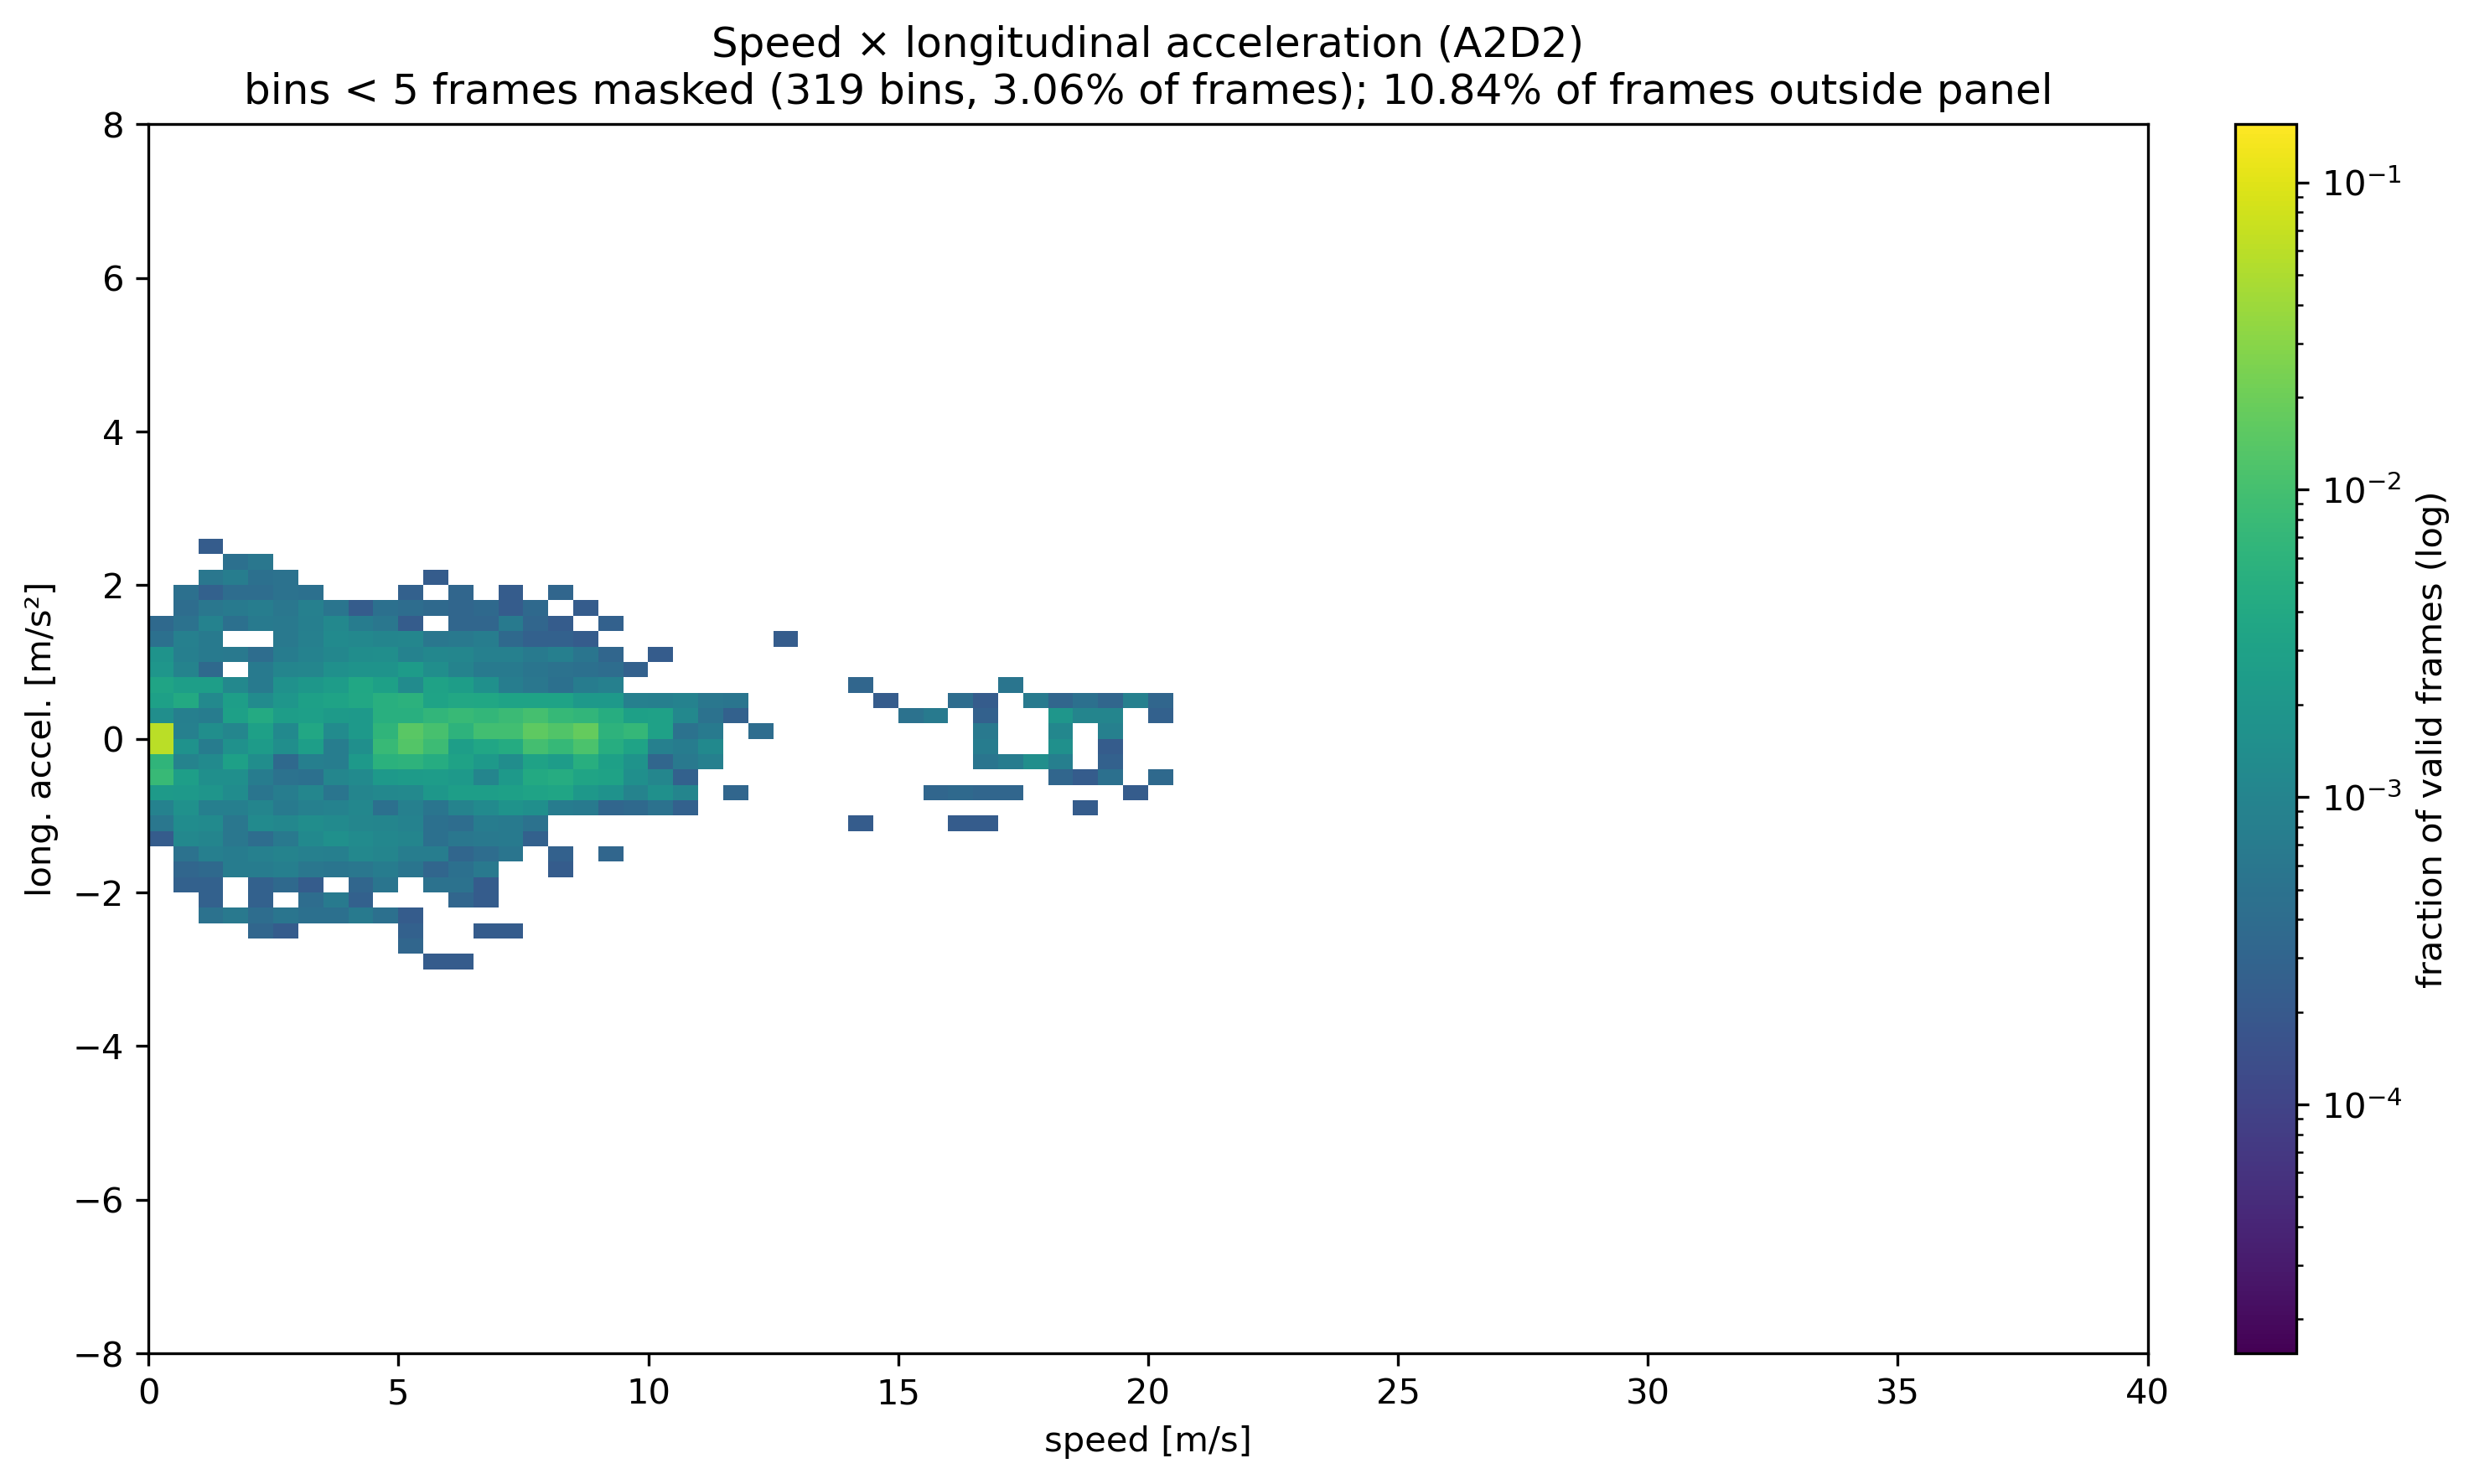 Speed × longitudinal acceleration (A2D2)
bins < 5 frames masked (319 bins, 3.06% of frames); 10.84% of frames outside panel
8
6
4
2
0
−2
−4
−6
−8
long. accel. [m/s²]
0 5 10 15 20 25 30 35 40
speed [m/s]
10⁻¹
10⁻²
10⁻³
10⁻⁴
fraction of valid frames (log)